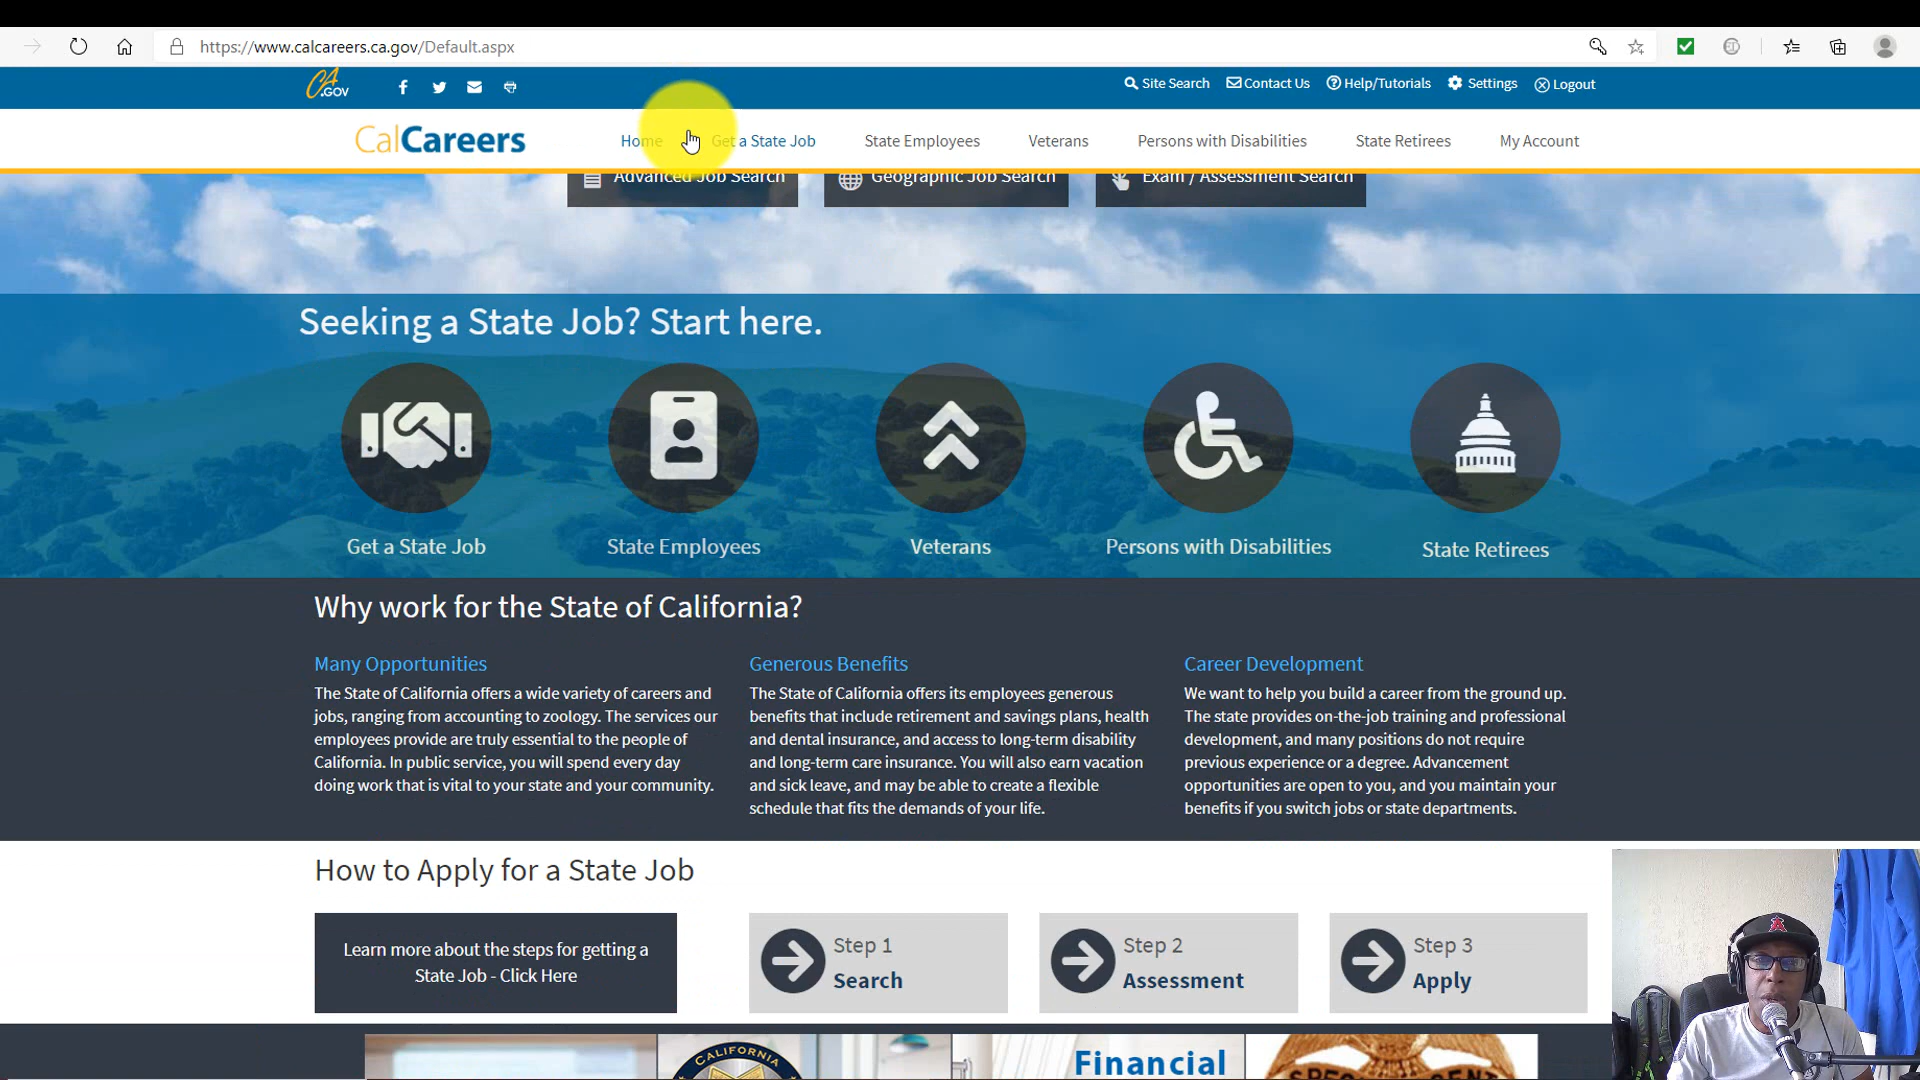 https://www.calcareers.ca.gov/Default.aspx
CA.GOV
Site Search
Contact Us
Help/Tutorials
Settings
Logout
CalCareers
Home
Get a State Job
State Employees
Veterans
Persons with Disabilities
State Retirees
My Account
Advanced Job Search
Geographic Job Search
Exam / Assessment Search
Seeking a State Job? Start here.
Get a State Job
State Employees
Veterans
Persons with Disabilities
State Retirees
Why work for the State of California?
Many Opportunities
The State of California offers a wide variety of careers and
jobs, ranging from accounting to zoology. The services our
employees provide are truly essential to the people of
California. In public service, you will spend every day
doing work that is vital to your state and your community.
Generous Benefits
The State of California offers its employees generous
benefits that include retirement and savings plans, health
and dental insurance, and access to long-term disability
and long-term care insurance. You will also earn vacation
and sick leave, and may be able to create a flexible
schedule that fits the demands of your life.
Career Development
We want to help you build a career from the ground up.
The state provides on-the-job training and professional
development, and many positions do not require
previous experience or a degree. Advancement
opportunities are open to you, and you maintain your
benefits if you switch jobs or state departments.
How to Apply for a State Job
Learn more about the steps for getting a
State Job - Click Here
Step 1
Search
Step 2
Assessment
Step 3
Apply
CALIFORNIA
Financial